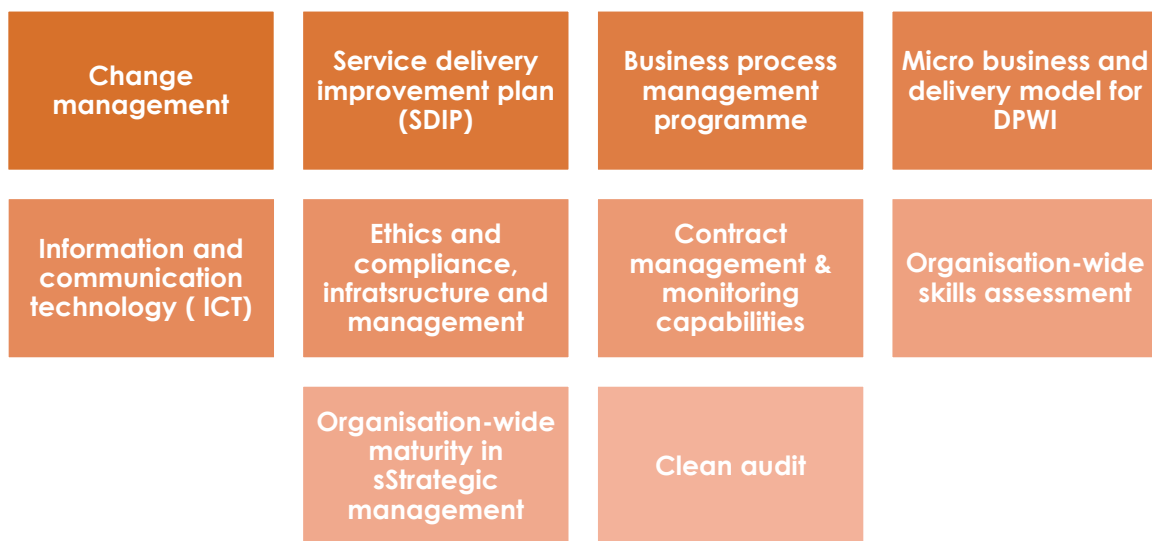 Change
management
Service delivery
improvement plan
(SDIP)
Business process
management
programme
Micro business and
delivery model for
DPWI
Information and
communication
technology ( ICT)
Ethics and
compliance,
infratsructure and
management
Contract
management &
monitoring
capabilities
Organisation-wide
skills assessment
Organisation-wide
maturity in
sStrategic
management
Clean audit